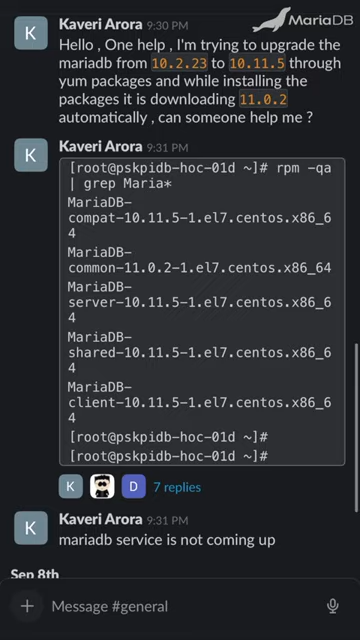 MariaDB
Kaveri Arora 9:30 PM
Hello , One help , I'm trying to upgrade the
mariadb from 10.2.23 to 10.11.5 through
yum packages and while installing the
packages it is downloading 11.0.2
automatically , can someone help me ?
K
Kaveri Arora 9:31 PM
[root@pskpidb-hoc-01d ~]# rpm -qa
| grep Maria*
MariaDB-
compat-10.11.5-1.el7.centos.x86_6
4
MariaDB-
common-11.0.2-1.el7.centos.x86_64
MariaDB-
server-10.11.5-1.el7.centos.x86_6
4
MariaDB-
shared-10.11.5-1.el7.centos.x86_6
4
MariaDB-
client-10.11.5-1.el7.centos.x86_6
4
[root@pskpidb-hoc-01d ~]#
[root@pskpidb-hoc-01d ~]#
K D 7 replies
K
Kaveri Arora 9:31 PM
mariadb service is not coming up
K
Sep 8th
+ Message #general